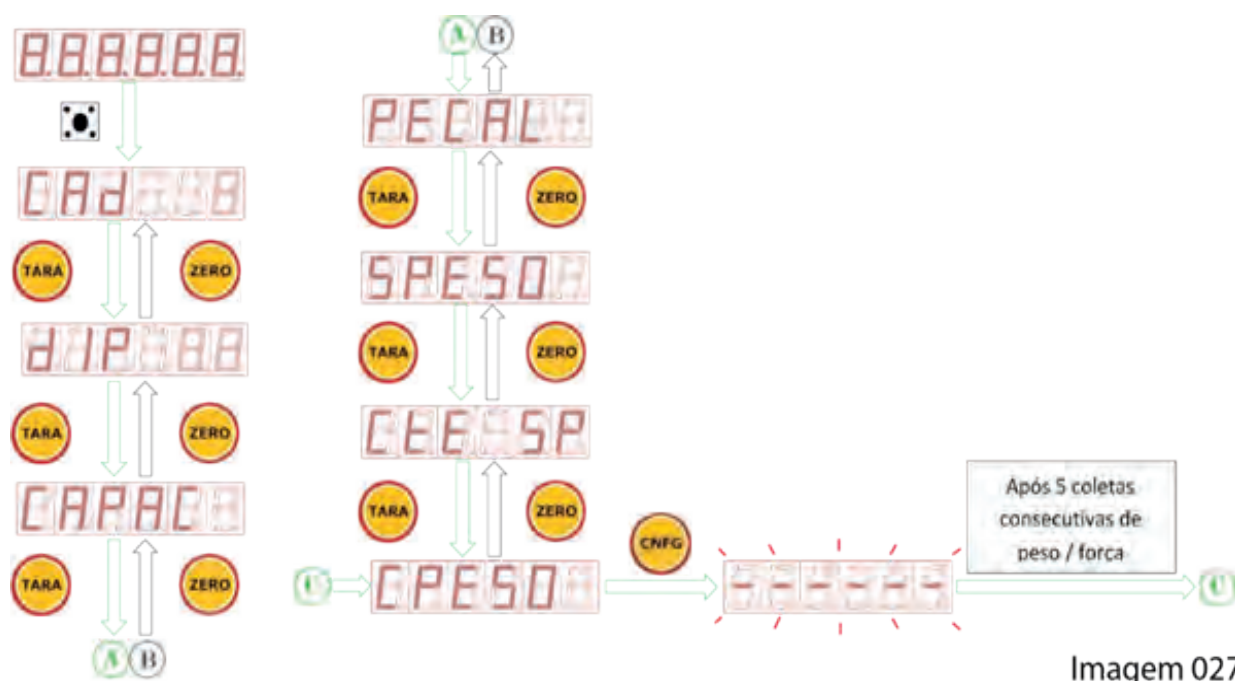 8.8.8.8.8.8.
CAd
TARA ZERO
dIP
TARA ZERO
CAPAC
TARA ZERO
A B
A B
PECAL
TARA ZERO
SPESO
TARA ZERO
CtE SP
TARA ZERO
C CPESO
CNFG
- - - - - -
Após 5 coletas
consecutivas de
peso / forca
C
Imagem 027